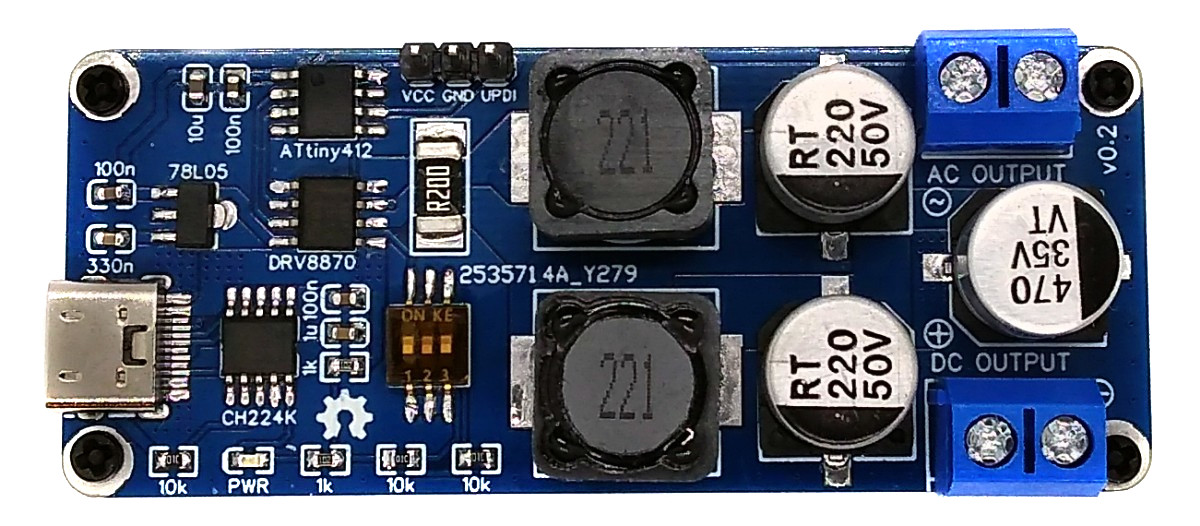 VCC GND UPDI
10u
100n
ATtiny412
100n
78L05
330n
DRV8870
R200
221
RT
220
50V
AC OUTPUT
v0.2
470
35V
VT
2535714A_Y279
100n
1u
1k
CH224K
ON KE
1 2 3
221
RT
220
50V
DC OUTPUT
10k
PWR
1k
10k
10k